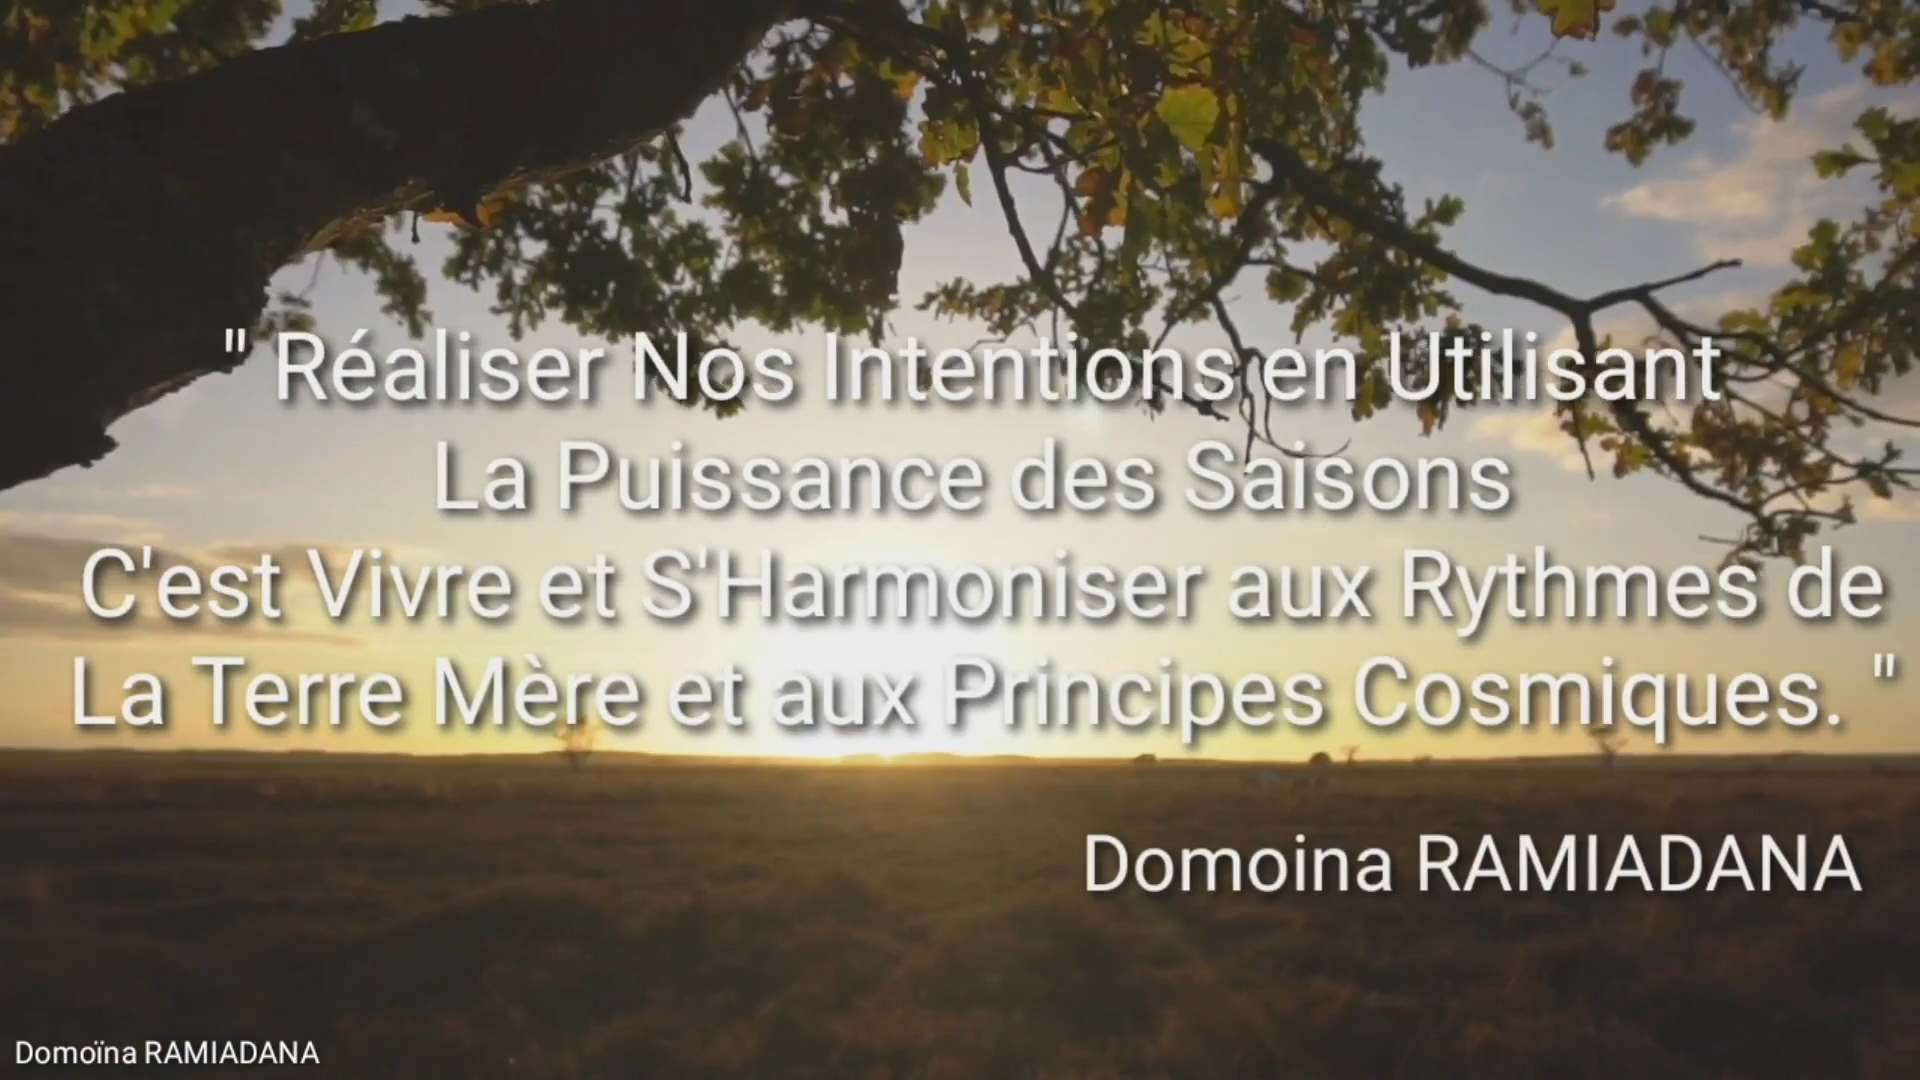 " Réaliser Nos Intentions en Utilisant
La Puissance des Saisons
C'est Vivre et S'Harmoniser aux Rythmes de
La Terre Mère et aux Principes Cosmiques. "
Domoina RAMIADANA
Domoïna RAMIADANA